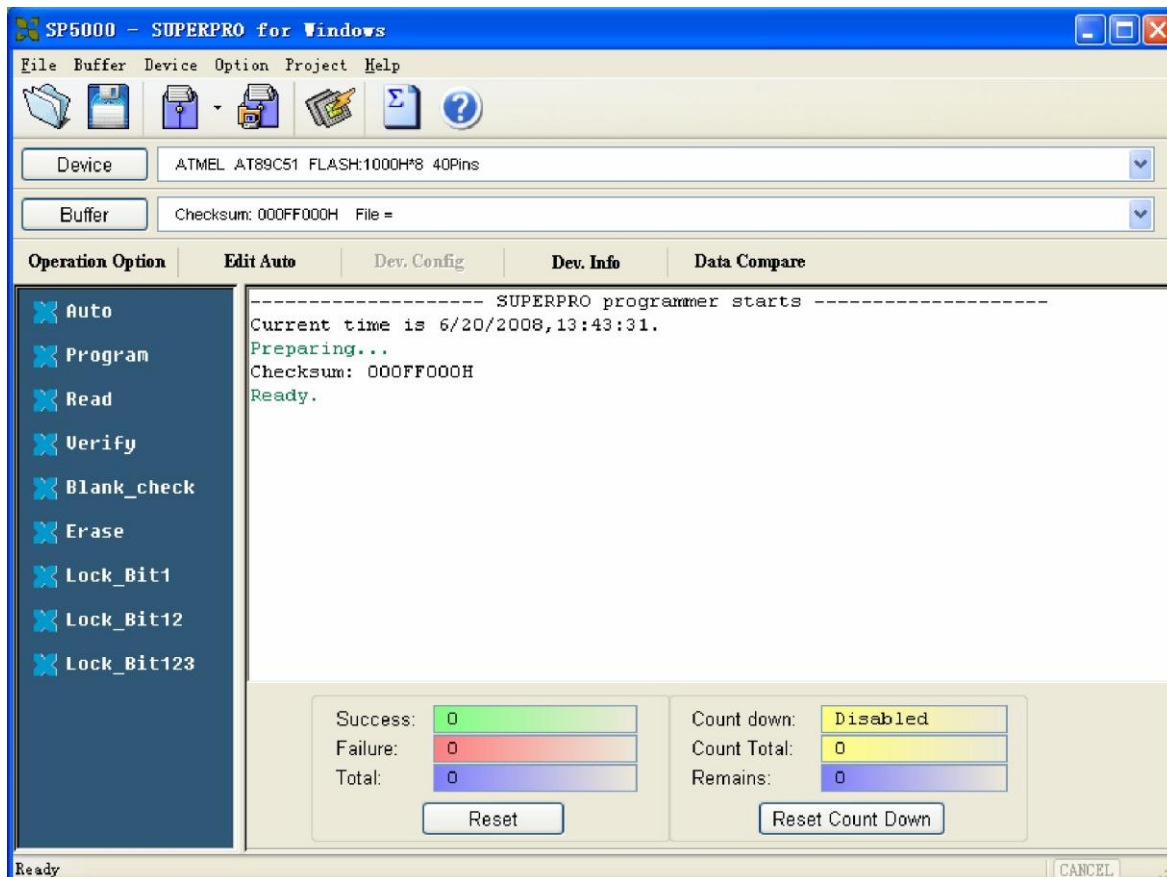 SP5000 - SUPERPRO for Windows
File Buffer Device Option Project Help
Σ ?
Device ATMEL AT89C51 FLASH:1000H*8 40Pins
Buffer Checksum: 000FF000H File =
Operation Option Edit Auto Dev. Config Dev. Info Data Compare
Auto
Program
Read
Verify
Blank_check
Erase
Lock_Bit1
Lock_Bit12
Lock_Bit123
-------------------- SUPERPRO programmer starts --------------------
Current time is 6/20/2008,13:43:31.
Preparing...
Checksum: 000FF000H
Ready.
Success: 0
Failure: 0
Total: 0
Reset
Count down: Disabled
Count Total: 0
Remains: 0
Reset Count Down
Ready CANCEL